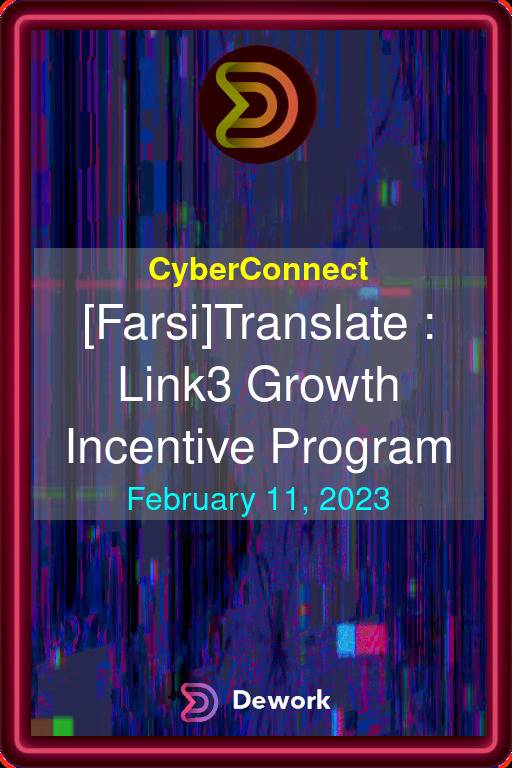 CyberConnect
[Farsi]Translate :
Link3 Growth
Incentive Program
February 11, 2023
Dework